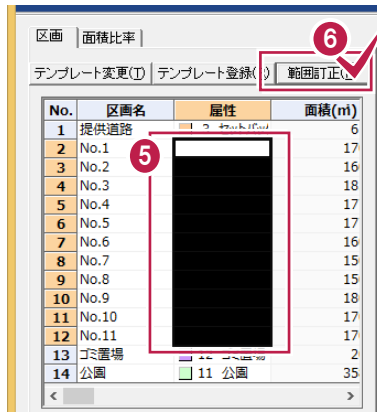 区画 面積比率
6
テンプレート変更(T) テンプレート登録( 範囲訂正(
No. 区画名 属性 面積(㎡)
1 提供道路 6
2 No.1 17
5
3 No.2 16
4 No.3 18
5 No.4 17
6 No.5 17
7 No.6 16
8 No.7 15
9 No.8 15
10 No.9 18
11 No.10 17
12 No.11 17
13 ゴミ置場 2
14 公園 11 公園 35